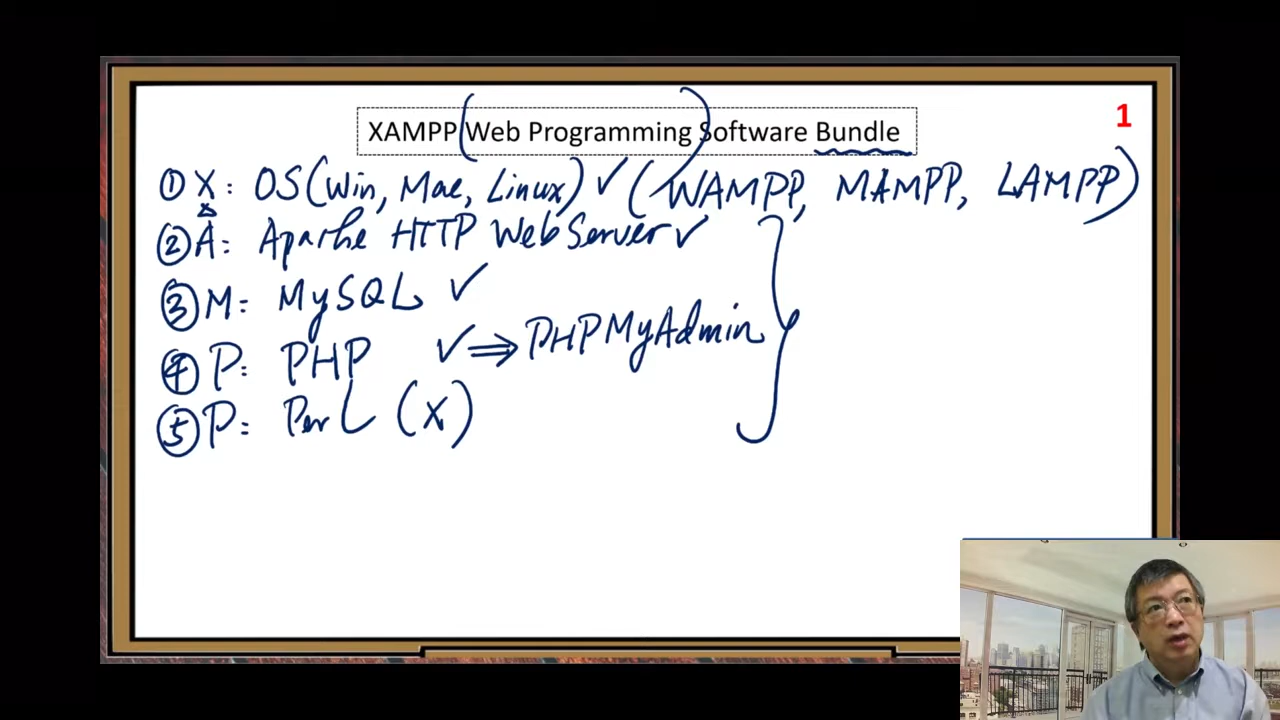 XAMPP (Web Programming) Software Bundle
1
① X: OS(Win, Mac, Linux) ✓ (WAMPP, MAMPP, LAMPP)
② A: Apache HTTP WebServer ✓
③ M: MySQL ✓
④ P: PHP ✓ ⇒ PHPMyAdmin
⑤ P: Perl (X)